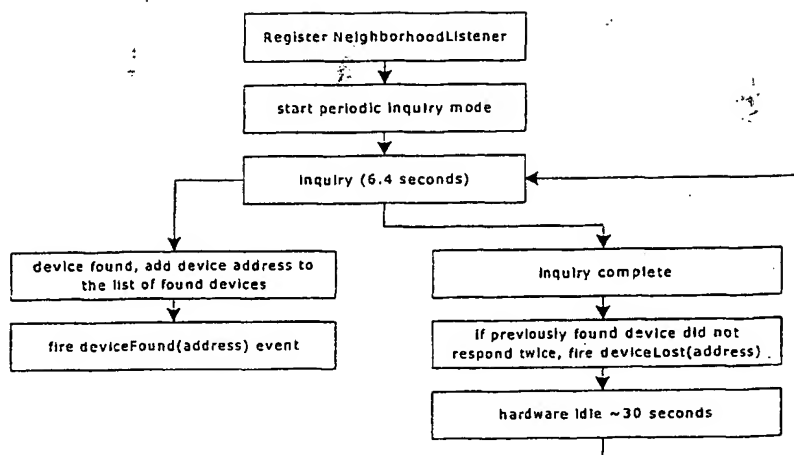 Register NeighborhoodListener
start periodic inquiry mode
inquiry (6.4 seconds)
device found, add device address to
the list of found devices
fire deviceFound(address) event
inquiry complete
if previously found device did not
respond twice, fire deviceLost(address)
hardware idle ~30 seconds